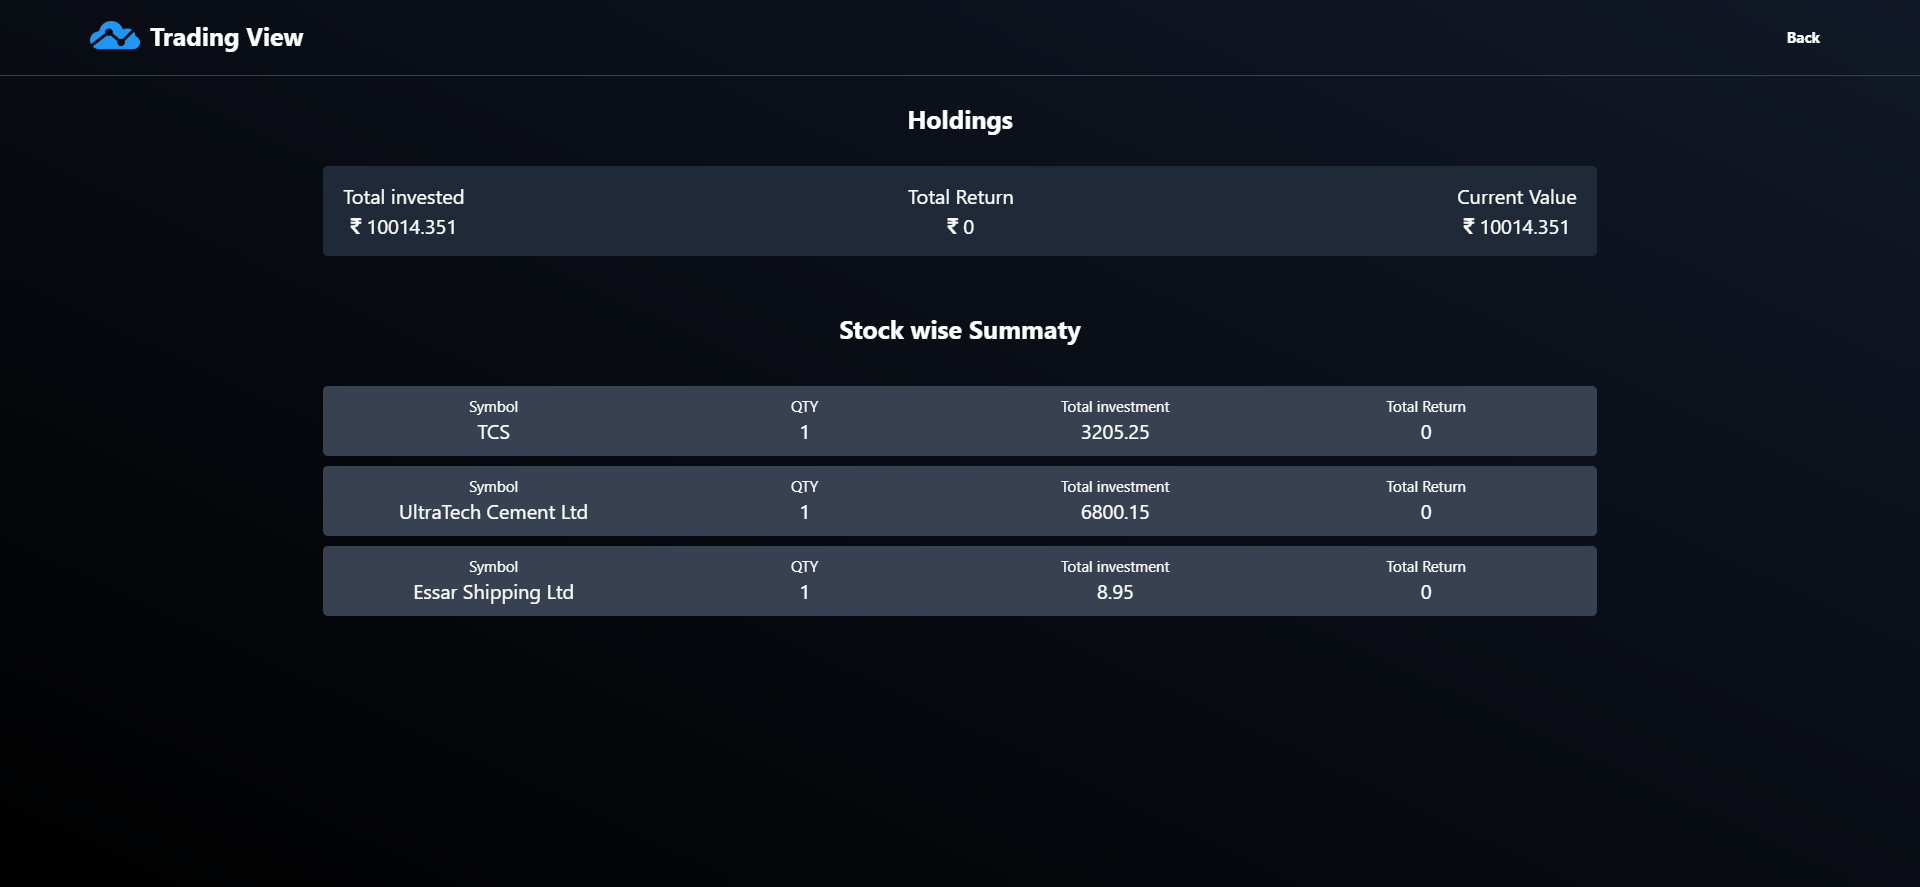 Trading View
Back
Holdings
Total invested Total Return Current Value
₹ 10014.351 ₹ 0 ₹ 10014.351
Stock wise Summaty
Symbol QTY Total investment Total Return
TCS 1 3205.25 0
Symbol QTY Total investment Total Return
UltraTech Cement Ltd 1 6800.15 0
Symbol QTY Total investment Total Return
Essar Shipping Ltd 1 8.95 0